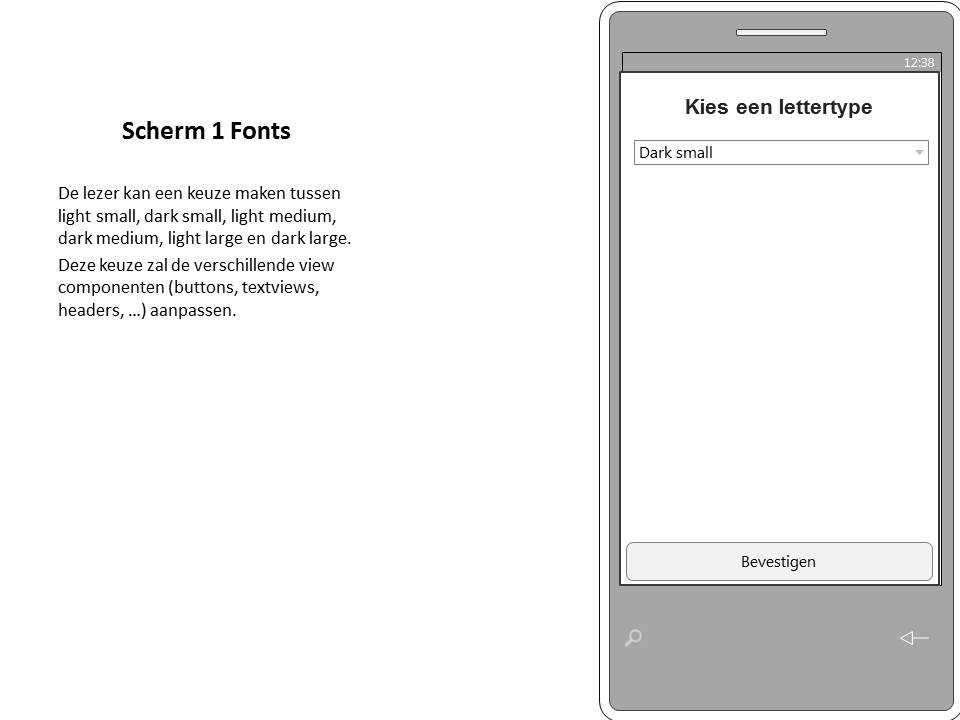 Scherm 1 Fonts
De lezer kan een keuze maken tussen
light small, dark small, light medium,
dark medium, light large en dark large.
Deze keuze zal de verschillende view
componenten (buttons, textviews,
headers, …) aanpassen.
12:38
Kies een lettertype
Dark small
Bevestigen